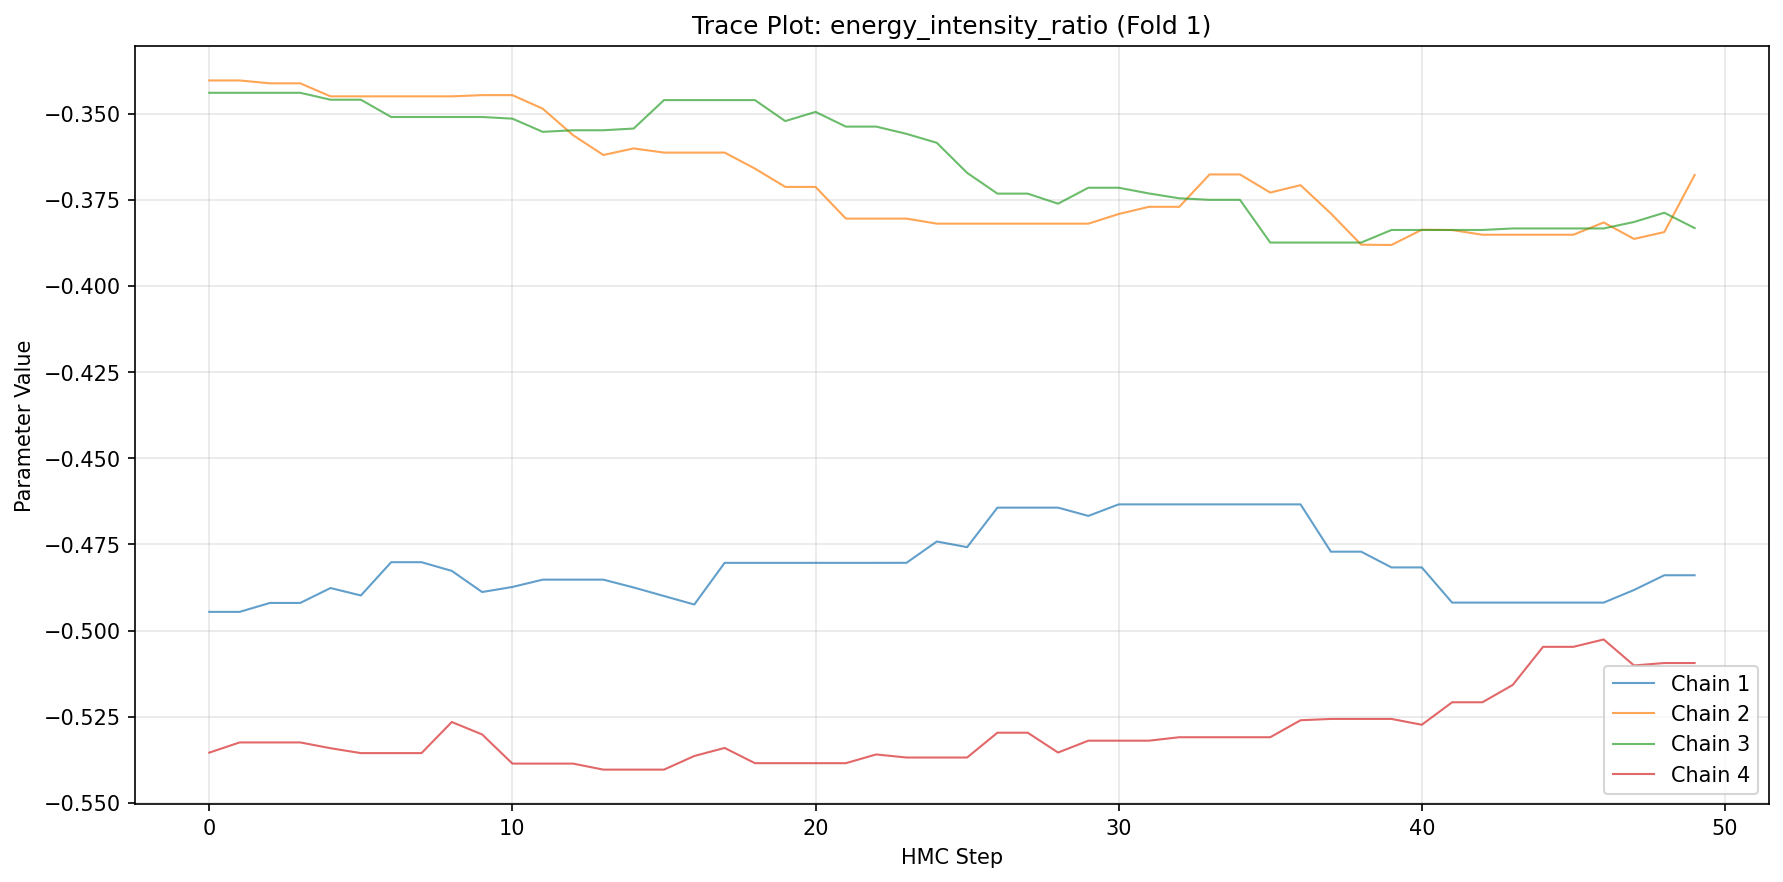 Trace Plot: energy_intensity_ratio (Fold 1)
Parameter Value
−0.350
−0.375
−0.400
−0.425
−0.450
−0.475
−0.500
−0.525
−0.550
Chain 1
Chain 2
Chain 3
Chain 4
0 10 20 30 40 50
HMC Step